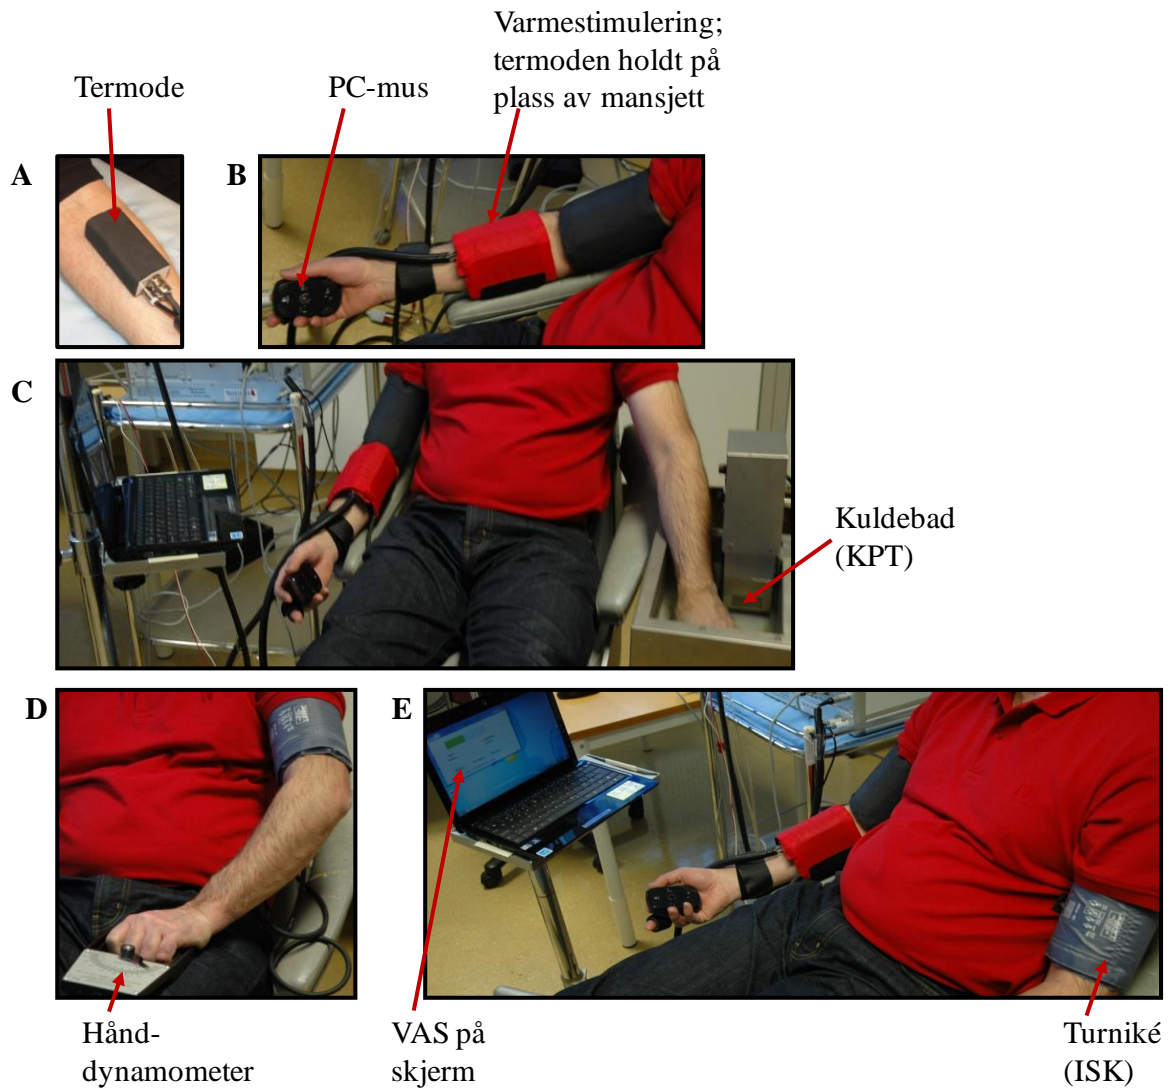 Varmestimulering;
termoden holdt på
plass av mansjett
Termode
PC-mus
A
B
C
Kuldebad
(KPT)
D
E
Hånd-
dynamometer
VAS på
skjerm
Turniké
(ISK)